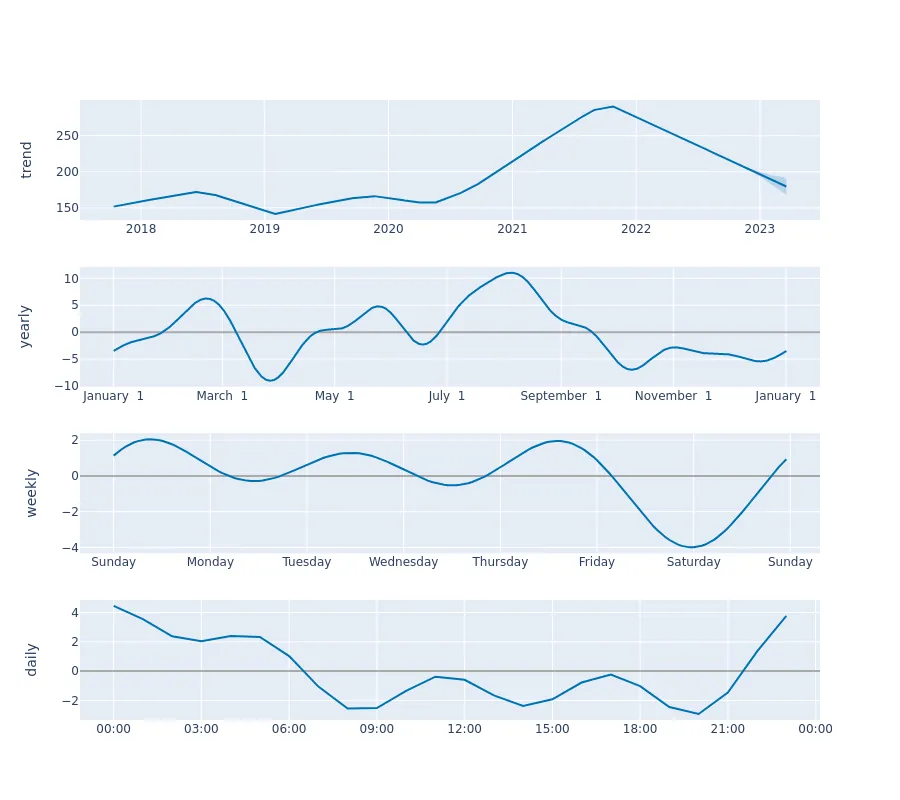 trend
250
200
150
2018 2019 2020 2021 2022 2023
yearly
10
5
0
−5
−10
January 1 March 1 May 1 July 1 September 1 November 1 January 1
weekly
2
0
−2
−4
Sunday Monday Tuesday Wednesday Thursday Friday Saturday Sunday
daily
4
2
0
−2
00:00 03:00 06:00 09:00 12:00 15:00 18:00 21:00 00:00